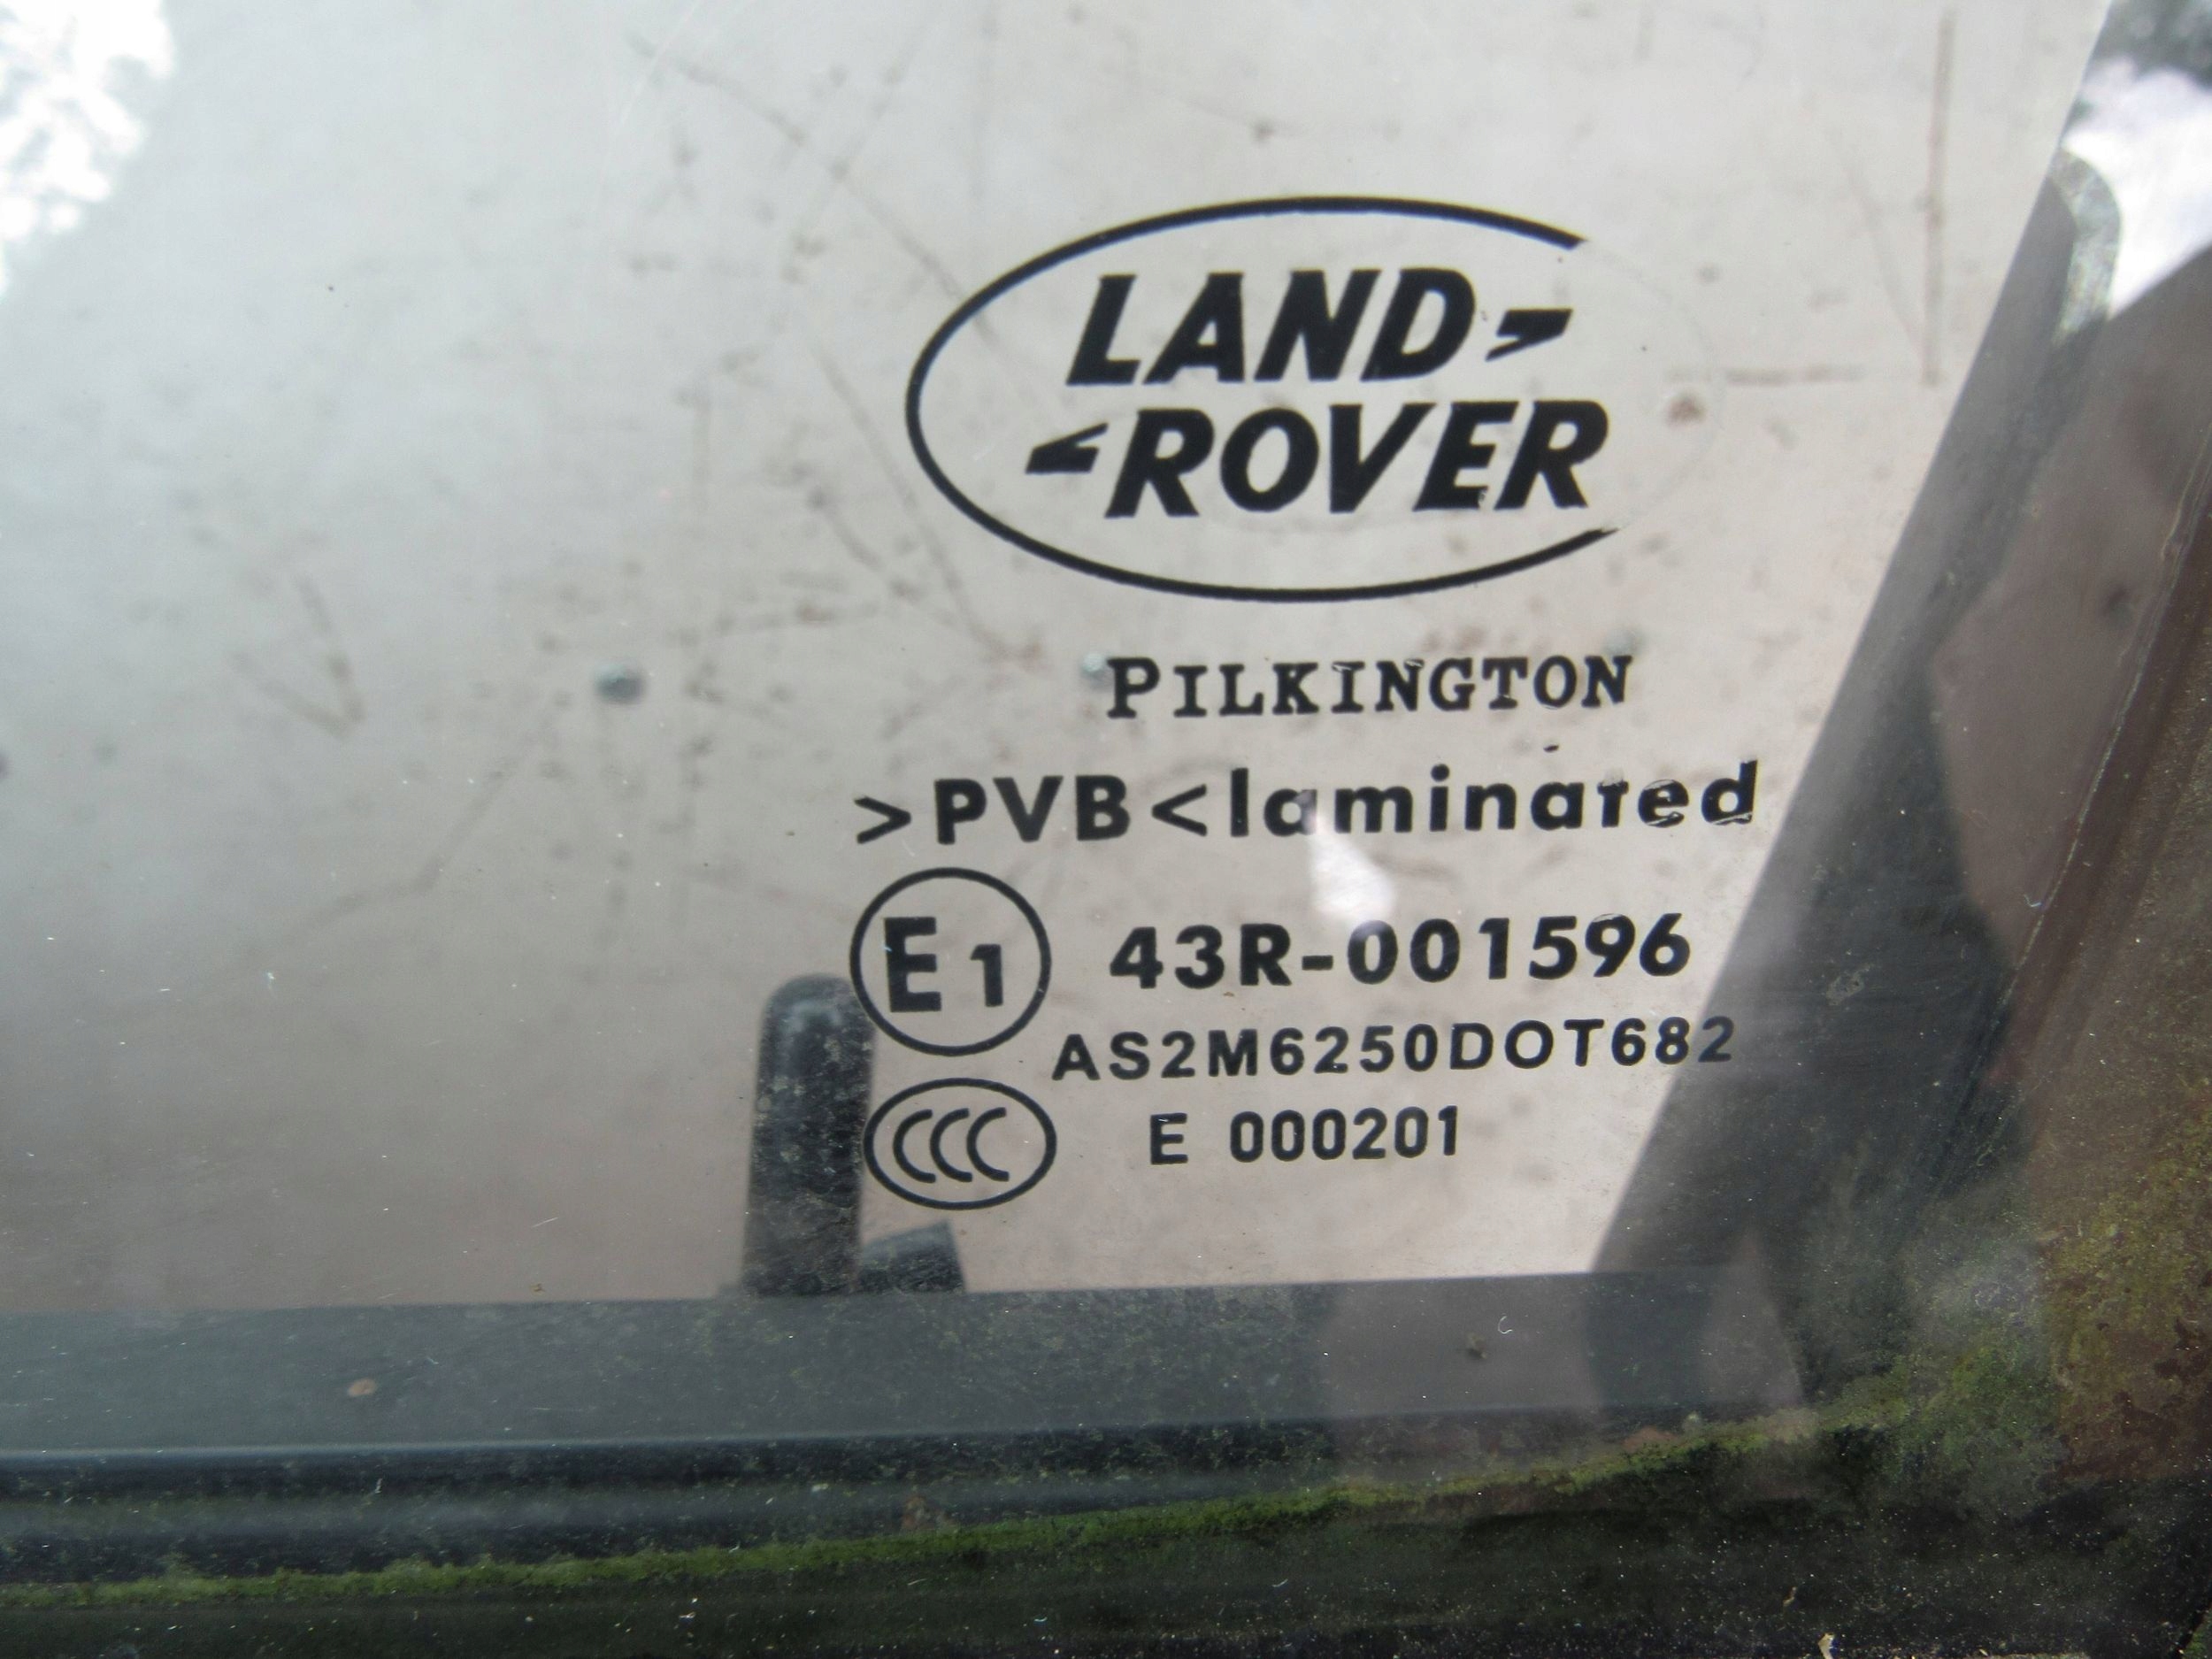 LAND
ROVER
PILKINGTON
>PVB<laminated
E1 43R-001596
AS2M6250DOT682
CCC E 000201